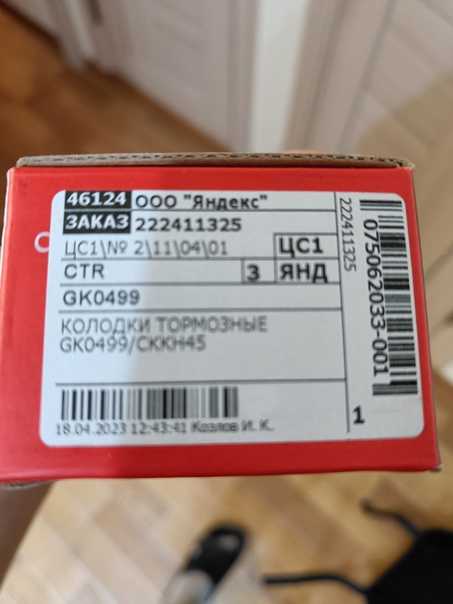 46124 ООО "Яндекс"
ЗАКАЗ 222411325
ЦС1\№ 2\11\04\01 ЦС1
CTR 3 ЯНД
GK0499
КОЛОДКИ ТОРМОЗНЫЕ
GK0499/CKKH45
18.04.2023 12:43:41 Козлов И. К.
222411325
075062033-001
1